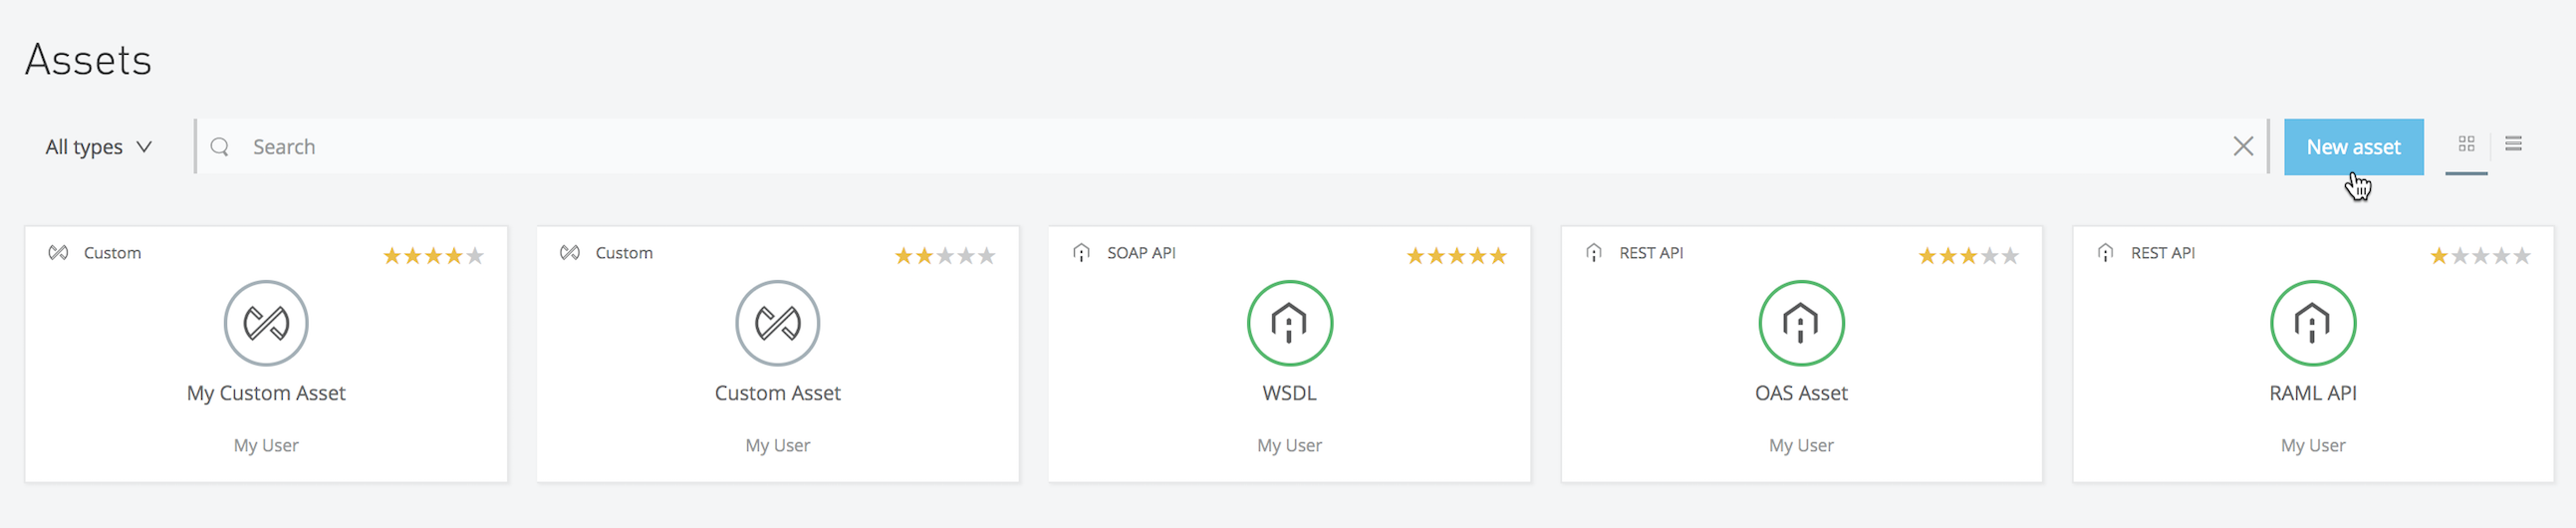 Assets
All types
Search
New asset
Custom
My Custom Asset
My User
Custom
Custom Asset
My User
SOAP API
WSDL
My User
REST API
OAS Asset
My User
REST API
RAML API
My User